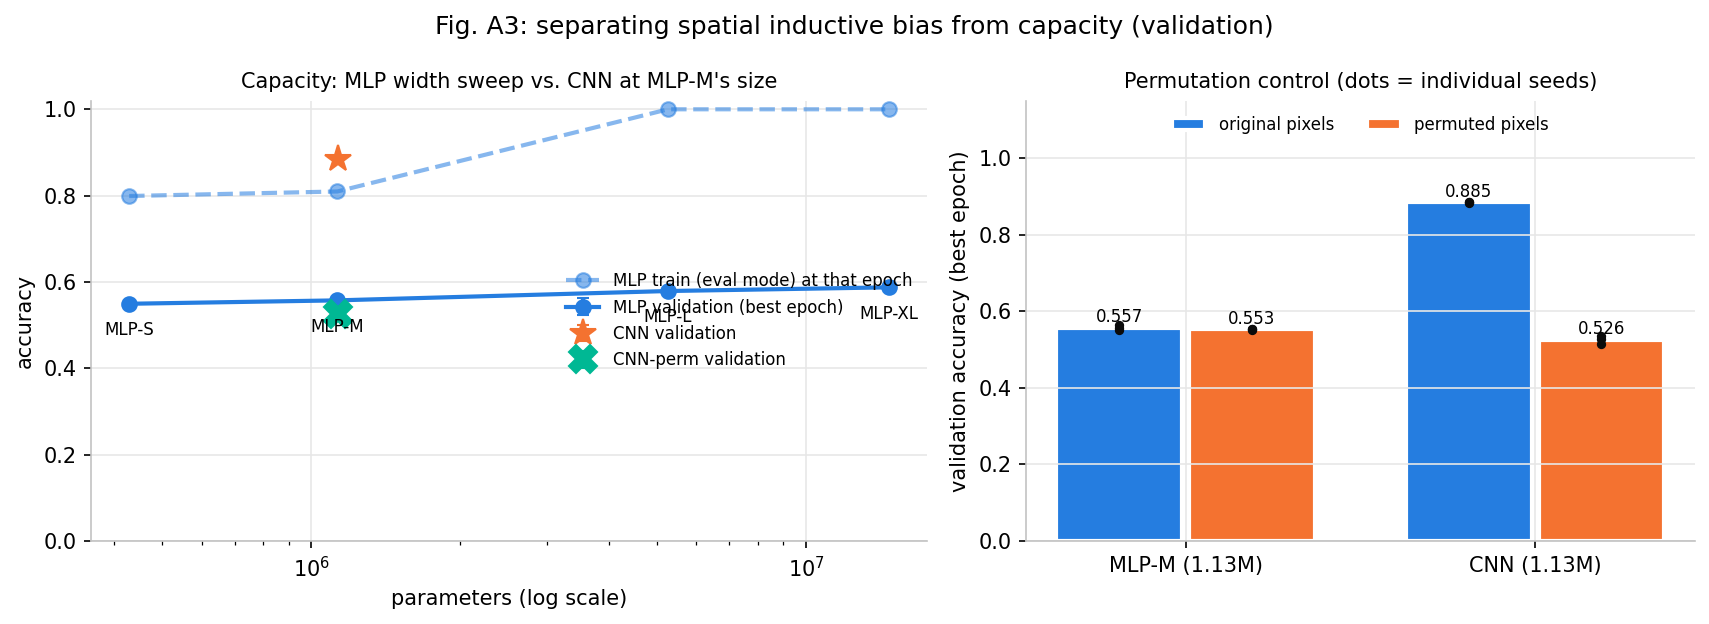 Fig. A3: separating spatial inductive bias from capacity (validation)
Capacity: MLP width sweep vs. CNN at MLP-M's size
accuracy
1.0
0.8
0.6
0.4
0.2
0.0
MLP-S
MLP-M
MLP-L
MLP-XL
MLP train (eval mode) at that epoch
MLP validation (best epoch)
CNN validation
CNN-perm validation
10^6
10^7
parameters (log scale)
Permutation control (dots = individual seeds)
original pixels
permuted pixels
validation accuracy (best epoch)
1.0
0.8
0.6
0.4
0.2
0.0
0.557
0.553
0.885
0.526
MLP-M (1.13M)
CNN (1.13M)